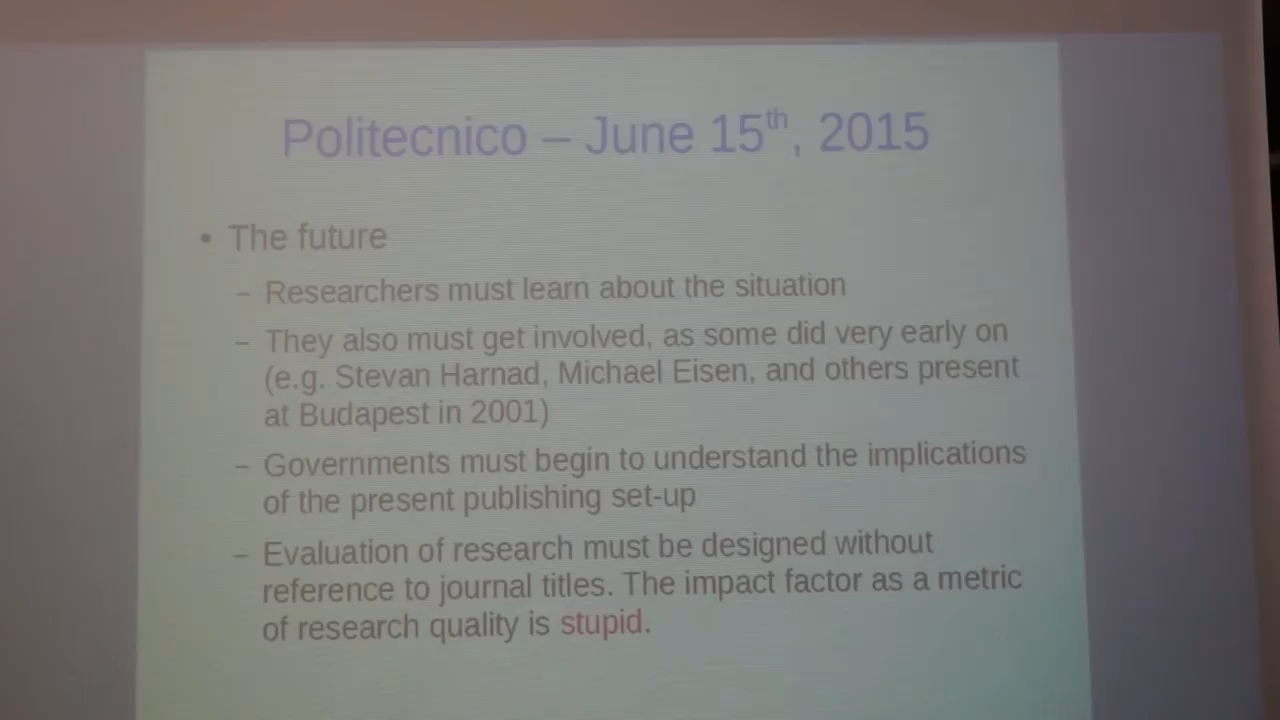 Politecnico – June 15th, 2015
• The future
– Researchers must learn about the situation
– They also must get involved, as some did very early on
(e.g. Stevan Harnad, Michael Eisen, and others present
at Budapest in 2001)
– Governments must begin to understand the implications
of the present publishing set-up
– Evaluation of research must be designed without
reference to journal titles. The impact factor as a metric
of research quality is stupid.